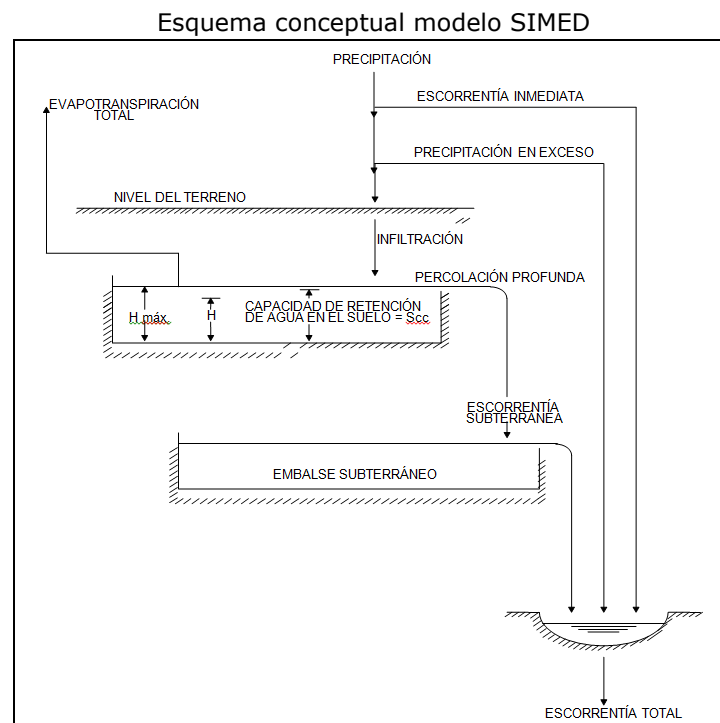 Esquema conceptual modelo SIMED
PRECIPITACIÓN
ESCORRENTÍA INMEDIATA
EVAPOTRANSPIRACIÓN
TOTAL
PRECIPITACIÓN EN EXCESO
NIVEL DEL TERRENO
INFILTRACIÓN
PERCOLACIÓN PROFUNDA
H máx.
H
CAPACIDAD DE RETENCIÓN
DE AGUA EN EL SUELO = Scc
ESCORRENTÍA
SUBTERRÁNEA
EMBALSE SUBTERRÁNEO
ESCORRENTÍA TOTAL